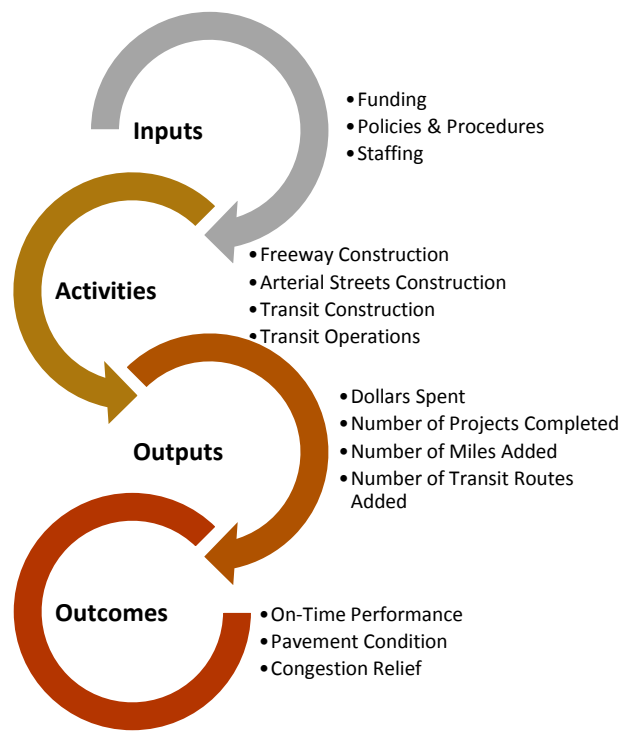 Inputs
•Funding
•Policies & Procedures
•Staffing
Activities
•Freeway Construction
•Arterial Streets Construction
•Transit Construction
•Transit Operations
Outputs
•Dollars Spent
•Number of Projects Completed
•Number of Miles Added
•Number of Transit Routes
Added
Outcomes
•On-Time Performance
•Pavement Condition
•Congestion Relief